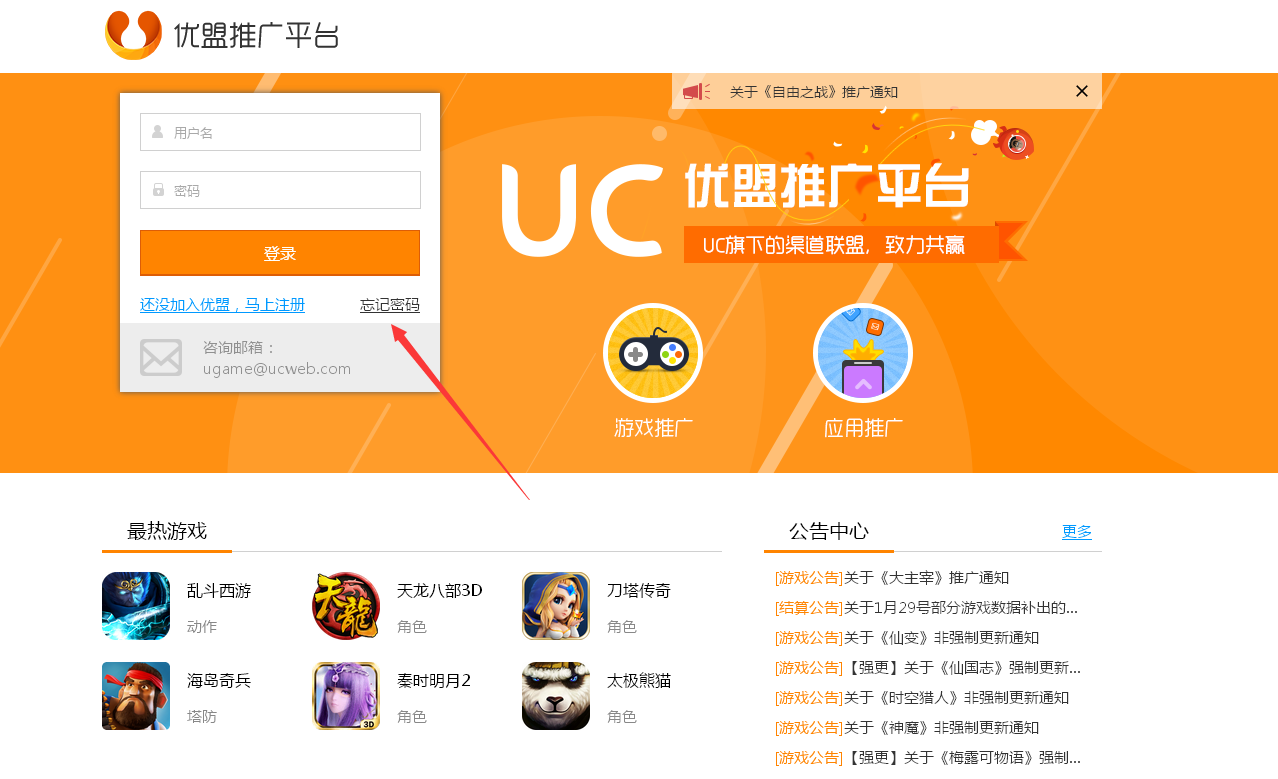 优盟推广平台
关于《自由之战》推广通知
用户名
密码
登录
还没加入优盟，马上注册
忘记密码
咨询邮箱：
ugame@ucweb.com
UC 优盟推广平台
UC旗下的渠道联盟，致力共赢
游戏推广
应用推广
最热游戏
乱斗西游
动作
天龍
天龙八部3D
角色
刀塔传奇
角色
海岛奇兵
塔防
3D
秦时明月2
角色
太极熊猫
角色
公告中心
更多
[游戏公告]关于《大主宰》推广通知
[结算公告]关于1月29号部分游戏数据补出的...
[游戏公告]关于《仙变》非强制更新通知
[游戏公告]【强更】关于《仙国志》强制更新...
[游戏公告]关于《时空猎人》非强制更新通知
[游戏公告]关于《神魔》非强制更新通知
[游戏公告]【强更】关于《梅露可物语》强制...